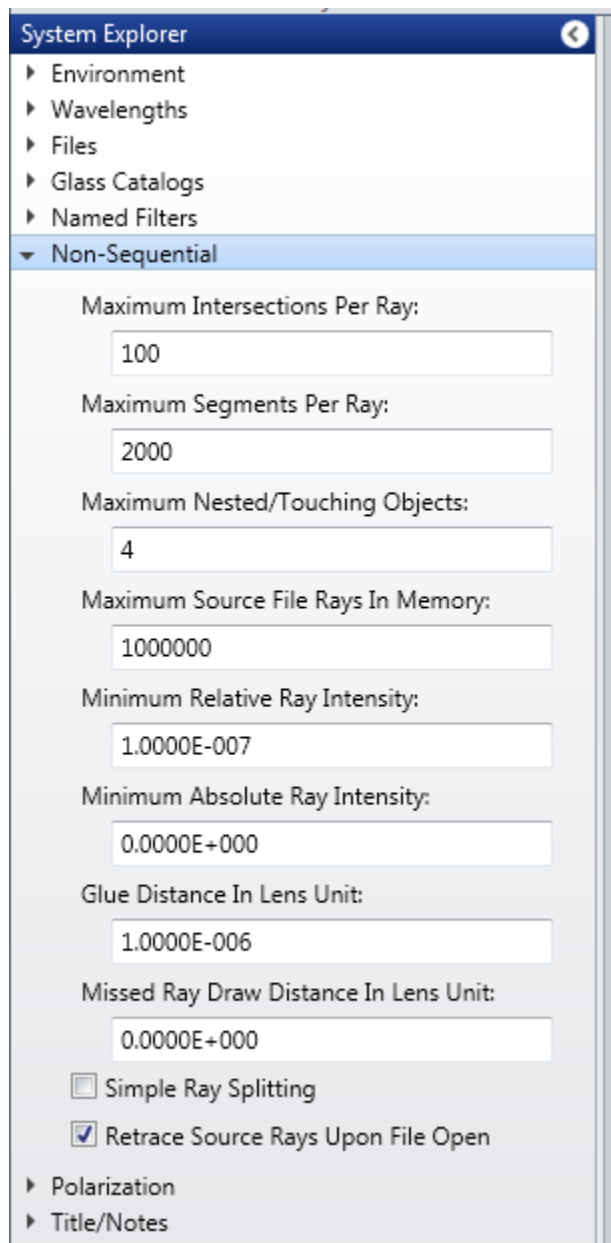 System Explorer
Environment
Wavelengths
Files
Glass Catalogs
Named Filters
Non-Sequential
Maximum Intersections Per Ray:
100
Maximum Segments Per Ray:
2000
Maximum Nested/Touching Objects:
4
Maximum Source File Rays In Memory:
1000000
Minimum Relative Ray Intensity:
1.0000E-007
Minimum Absolute Ray Intensity:
0.0000E+000
Glue Distance In Lens Unit:
1.0000E-006
Missed Ray Draw Distance In Lens Unit:
0.0000E+000
Simple Ray Splitting
Retrace Source Rays Upon File Open
Polarization
Title/Notes